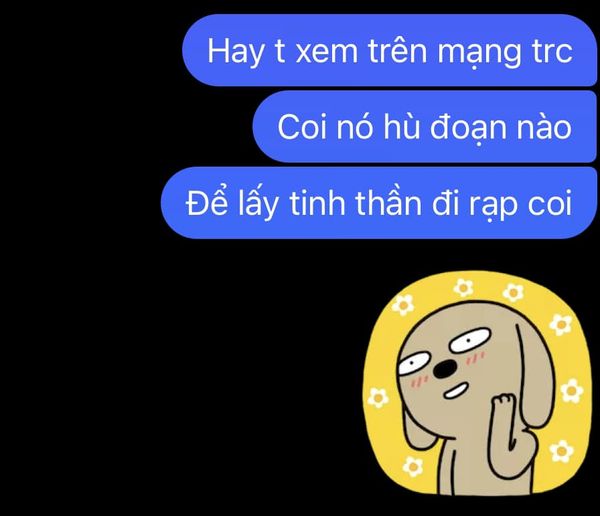 Hay t xem trên mạng trc
Coi nó hù đoạn nào
Để lấy tinh thần đi rạp coi